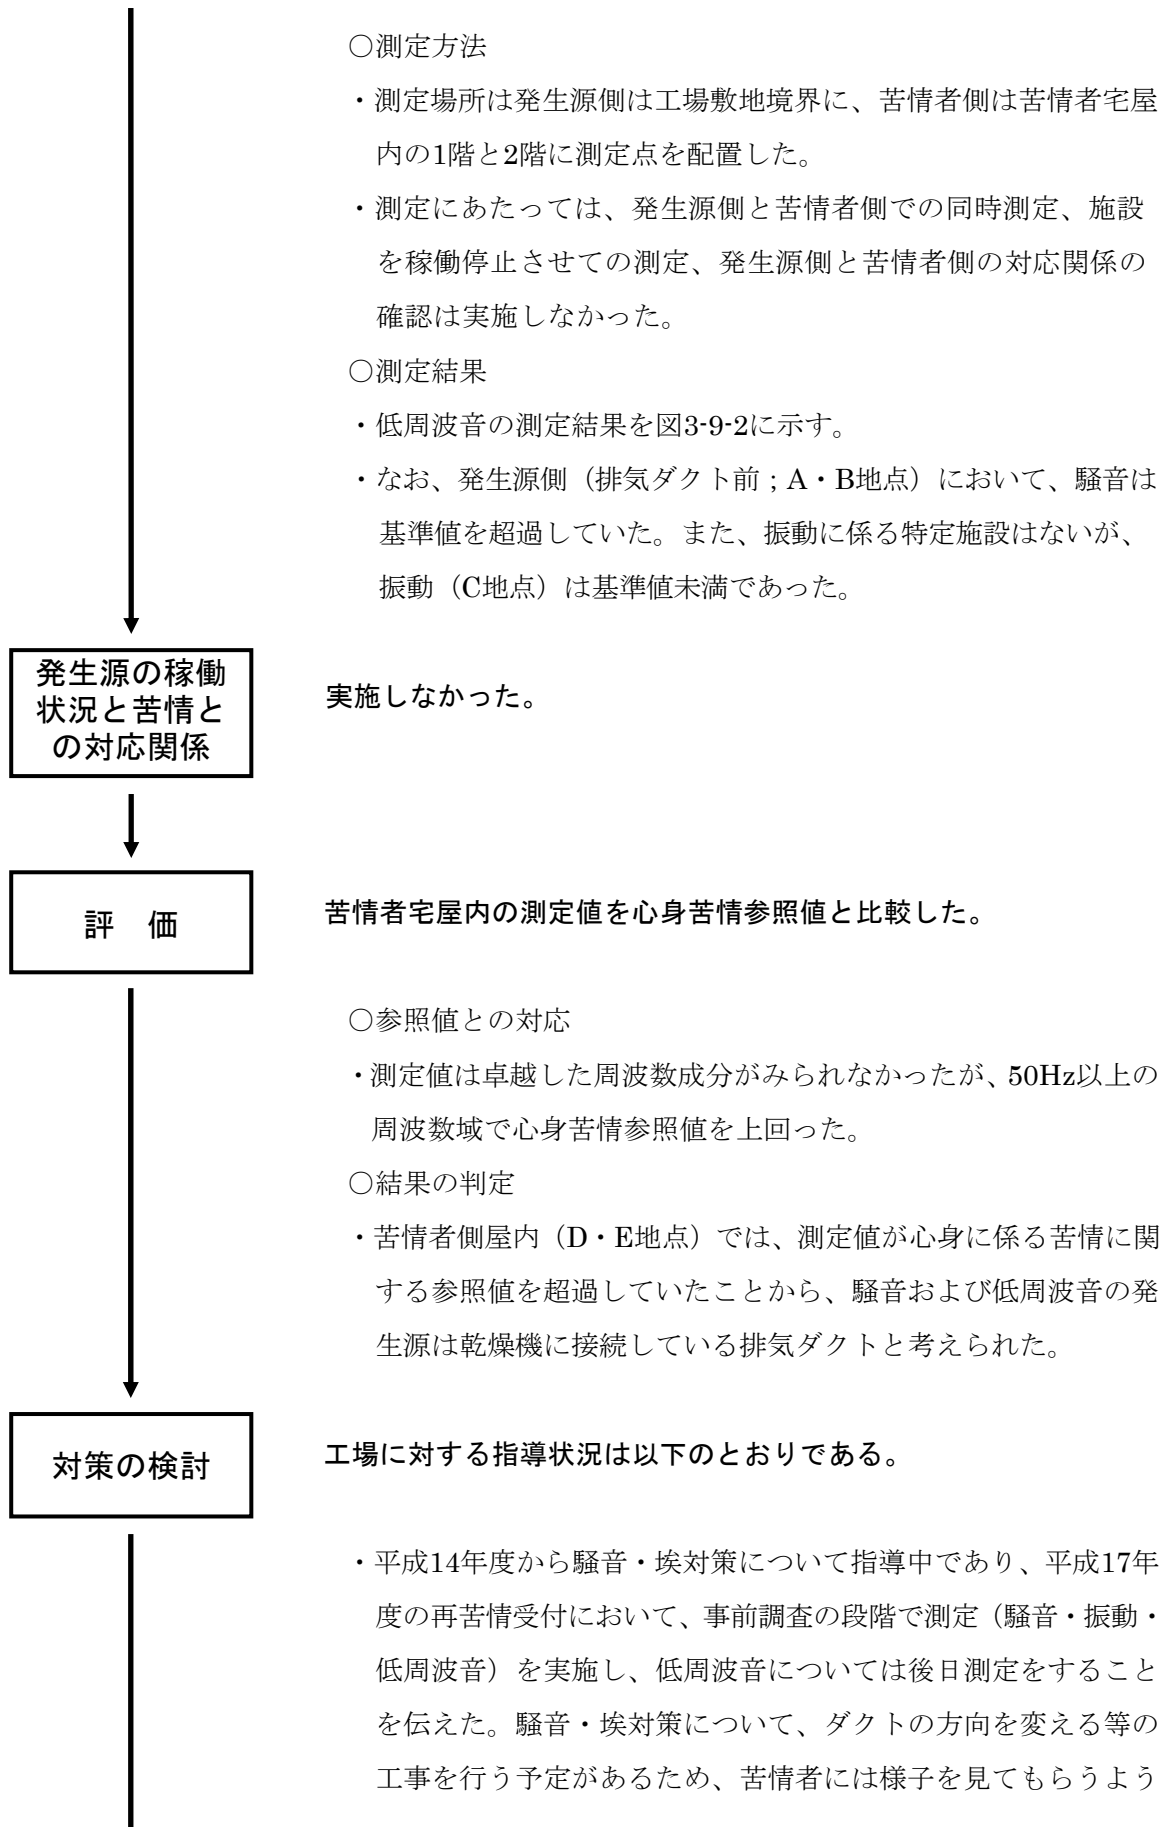 ○測定方法
・測定場所は発生源側は工場敷地境界に、苦情者側は苦情者宅屋
内の1階と2階に測定点を配置した。
・測定にあたっては、発生源側と苦情者側での同時測定、施設
を稼働停止させての測定、発生源側と苦情者側の対応関係の
確認は実施しなかった。
○測定結果
・低周波音の測定結果を図3-9-2に示す。
・なお、発生源側（排気ダクト前；A・B地点）において、騒音は
基準値を超過していた。また、振動に係る特定施設はないが、
振動（C地点）は基準値未満であった。
発生源の稼働
状況と苦情と
の対応関係
実施しなかった。
評　価
苦情者宅屋内の測定値を心身苦情参照値と比較した。
○参照値との対応
・測定値は卓越した周波数成分がみられなかったが、50Hz以上の
周波数域で心身苦情参照値を上回った。
○結果の判定
・苦情者側屋内（D・E地点）では、測定値が心身に係る苦情に関
する参照値を超過していたことから、騒音および低周波音の発
生源は乾燥機に接続している排気ダクトと考えられた。
対策の検討
工場に対する指導状況は以下のとおりである。
・平成14年度から騒音・埃対策について指導中であり、平成17年
度の再苦情受付において、事前調査の段階で測定（騒音・振動・
低周波音）を実施し、低周波音については後日測定をすること
を伝えた。騒音・埃対策について、ダクトの方向を変える等の
工事を行う予定があるため、苦情者には様子を見てもらうよう